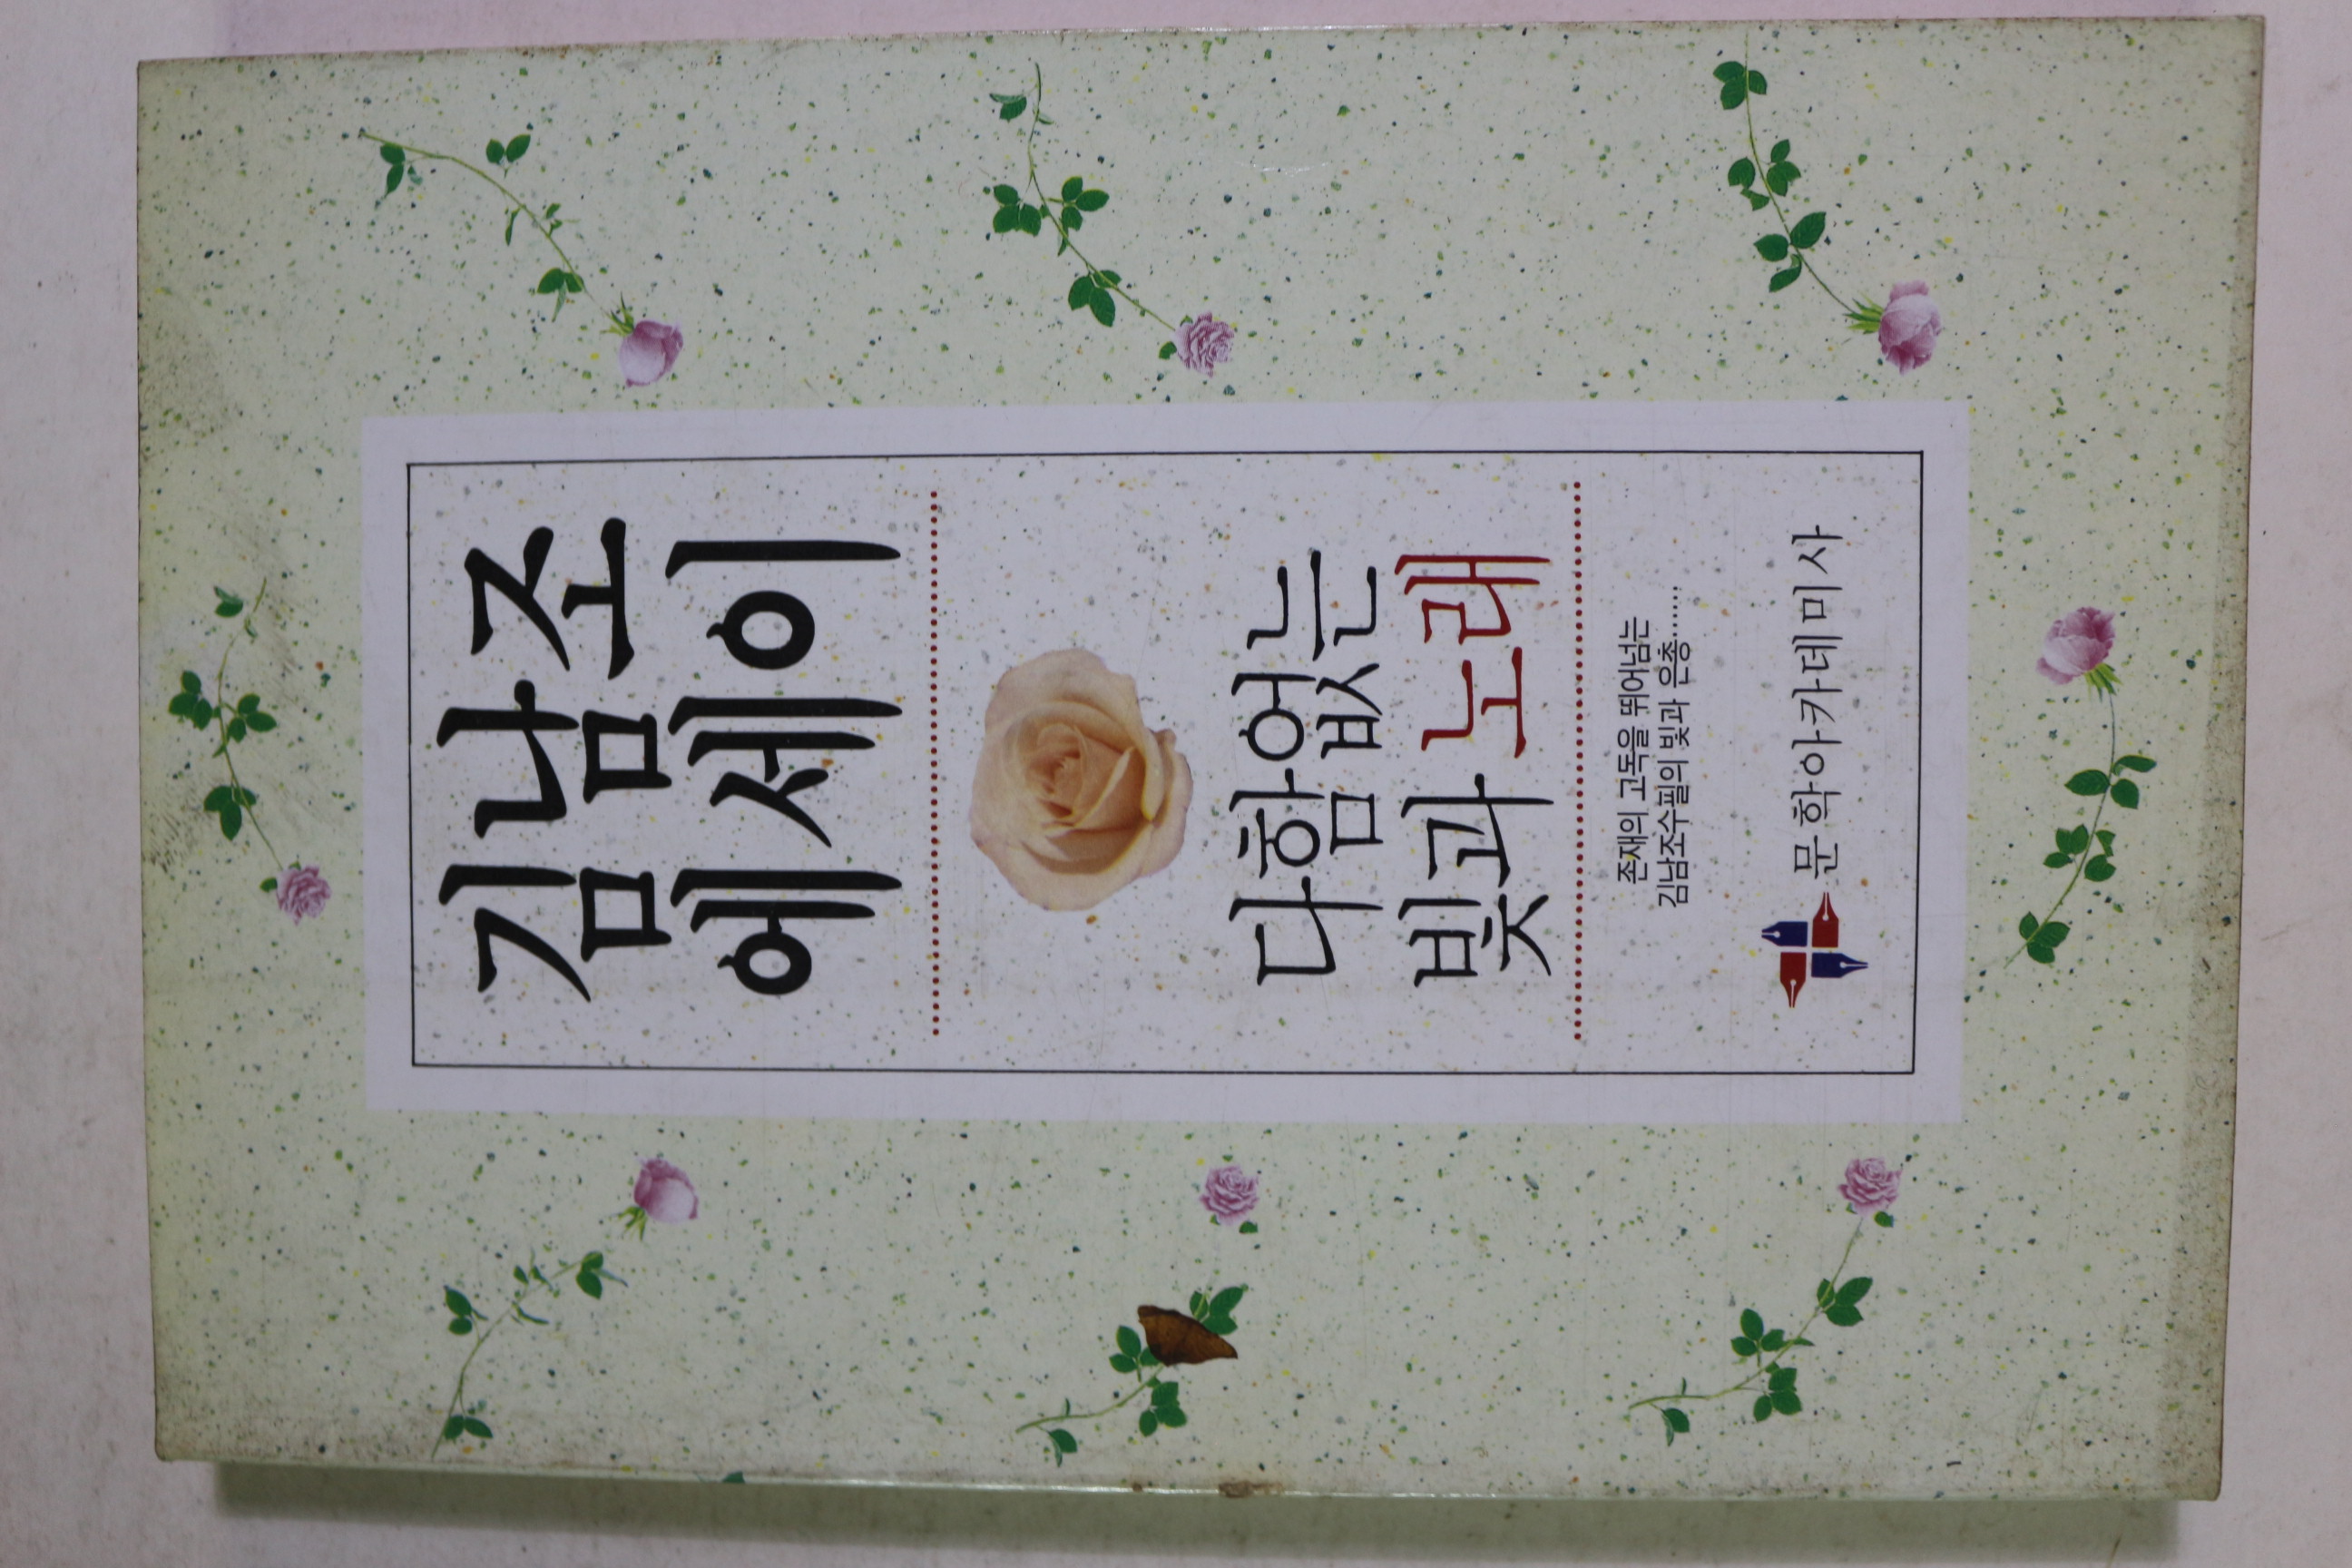 김남조
에세이
다함없는
빛과 노래
존재의 고독을 뛰어넘는
김남조수필의 빛과 은총……
문학아카데미사